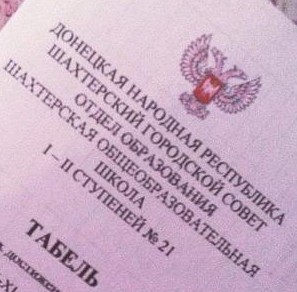 ДОНЕЦКАЯ НАРОДНАЯ РЕСПУБЛИКА
ШАХТЕРСКИЙ ГОРОДСКОЙ СОВЕТ
ОТДЕЛ ОБРАЗОВАНИЯ
ШАХТЕРСКАЯ ОБЩЕОБРАЗОВАТЕЛЬНАЯ
ШКОЛА
I – II СТУПЕНЕЙ № 21
ТАБЕЛЬ